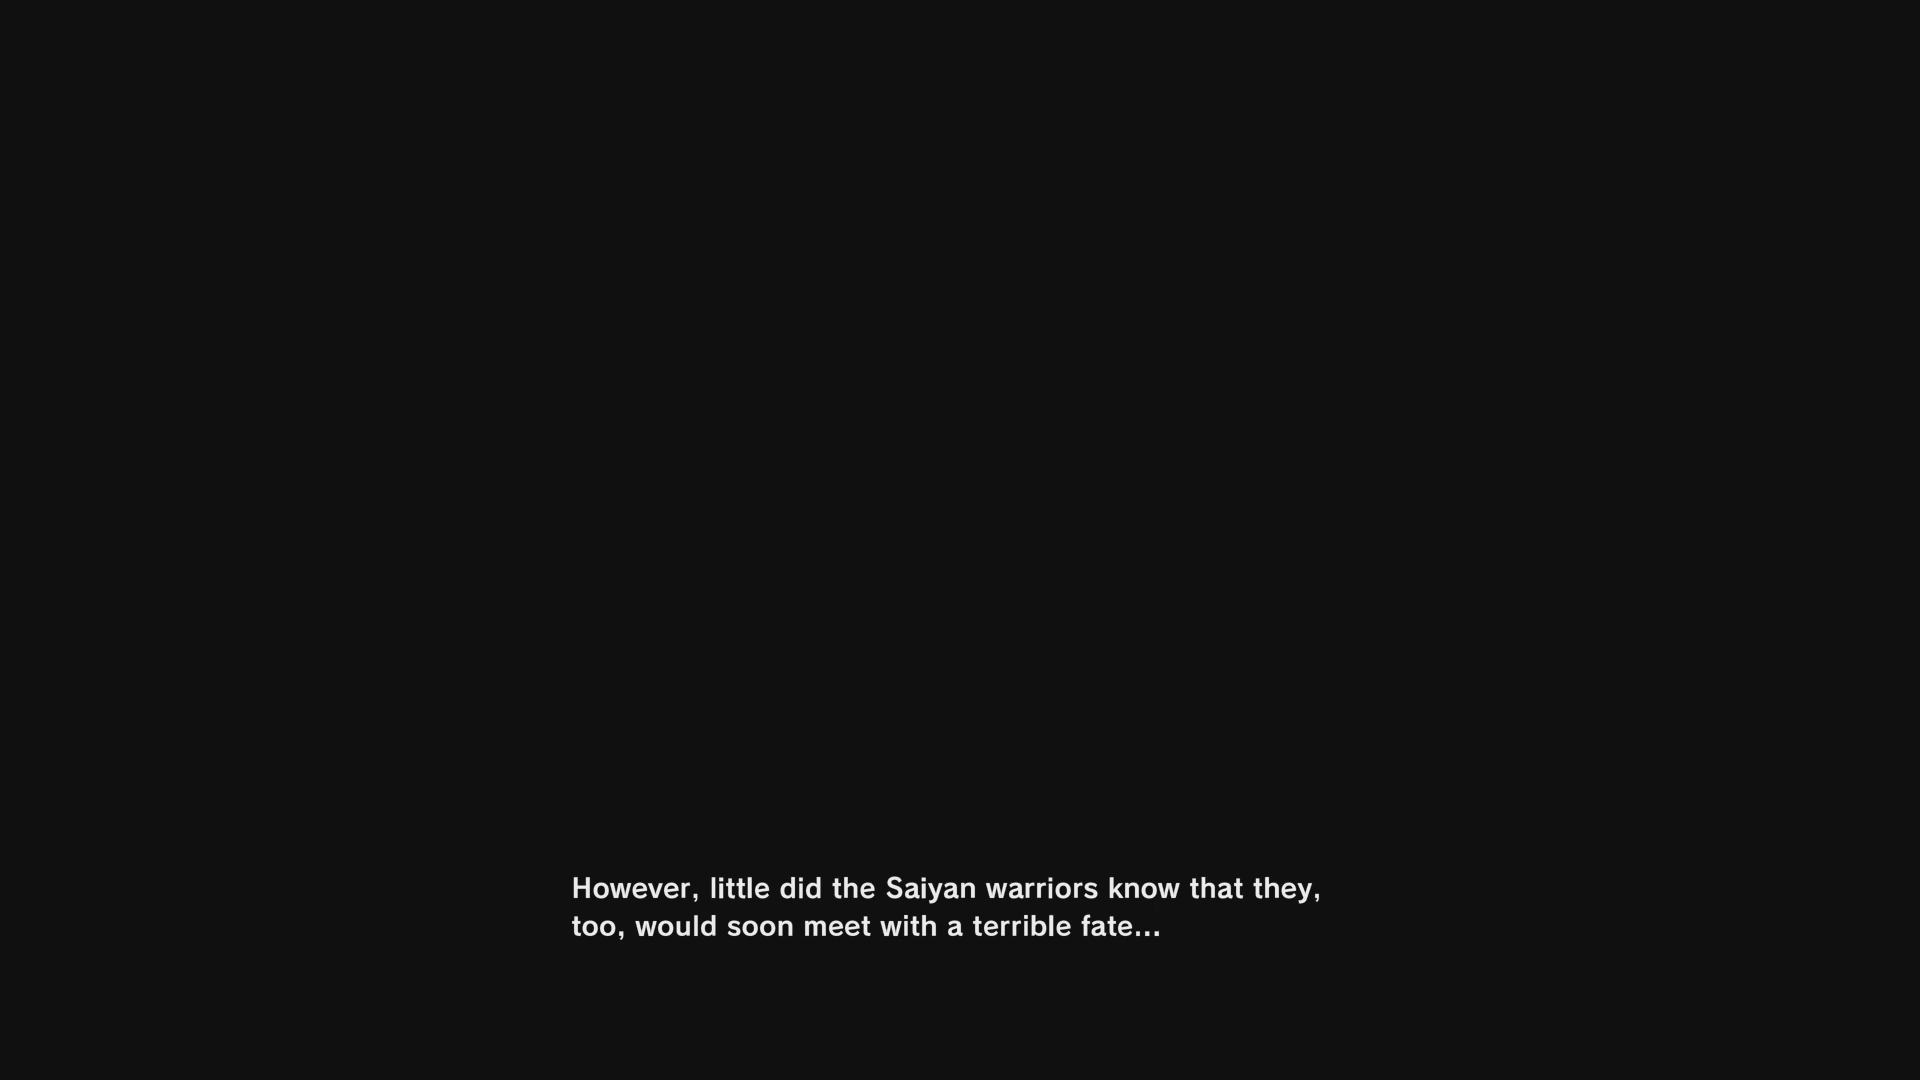 However, little did the Saiyan warriors know that they,
too, would soon meet with a terrible fate...